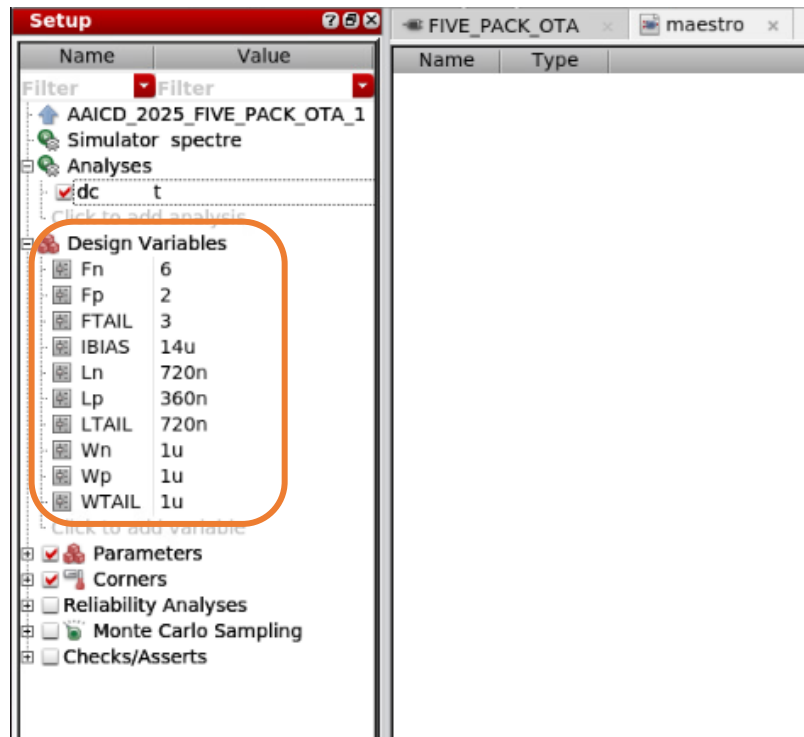 Setup
FIVE_PACK_OTA
maestro
Name Value
Name Type
Filter Filter
AAICD_2025_FIVE_PACK_OTA_1
Simulator spectre
Analyses
dc t
Click to add analysis
Design Variables
Fn 6
Fp 2
FTAIL 3
IBIAS 14u
Ln 720n
Lp 360n
LTAIL 720n
Wn 1u
Wp 1u
WTAIL 1u
Click to add variable
Parameters
Corners
Reliability Analyses
Monte Carlo Sampling
Checks/Asserts